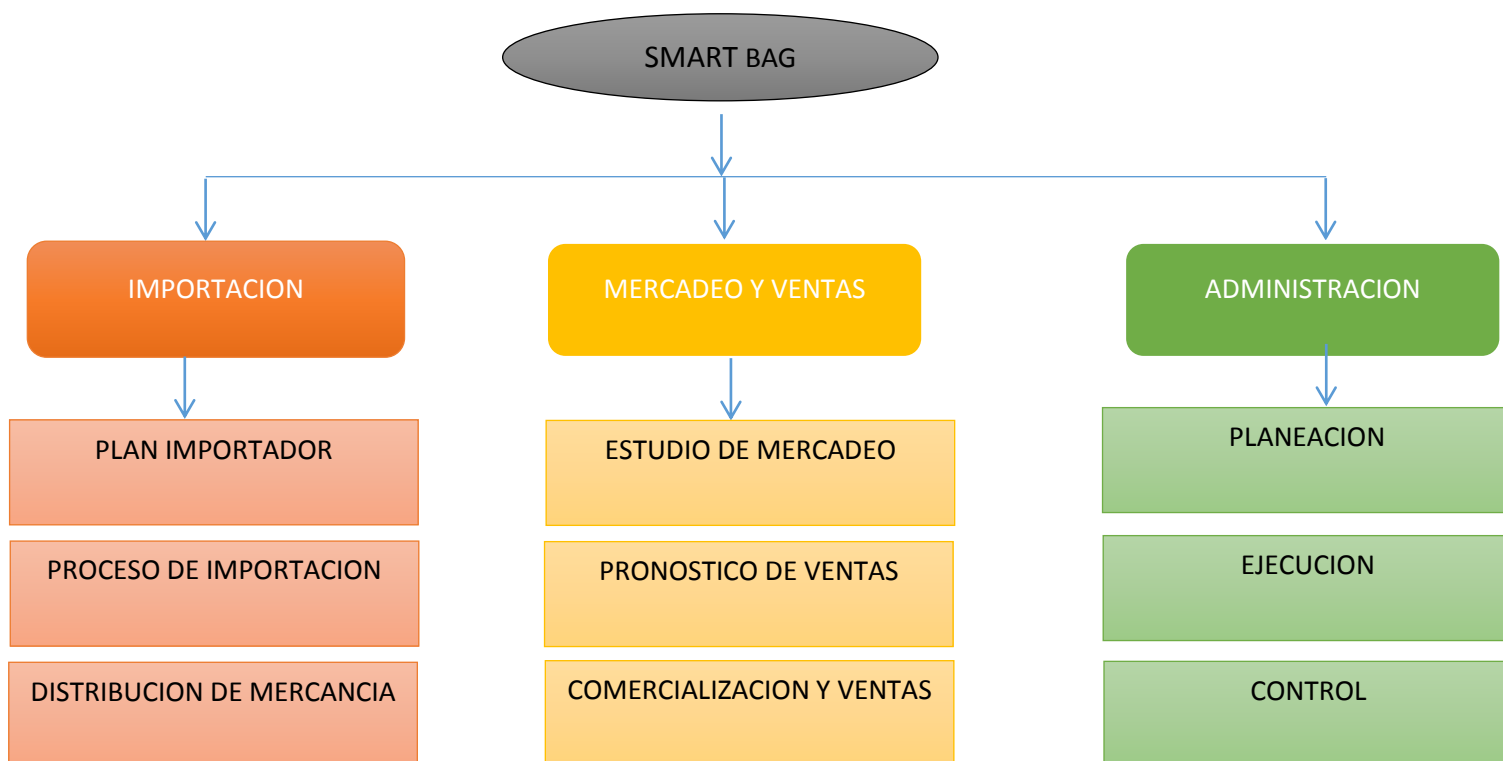 SMART BAG
IMPORTACION
MERCADEO Y VENTAS
ADMINISTRACION
PLAN IMPORTADOR
ESTUDIO DE MERCADEO
PLANEACION
PROCESO DE IMPORTACION
PRONOSTICO DE VENTAS
EJECUCION
DISTRIBUCION DE MERCANCIA
COMERCIALIZACION Y VENTAS
CONTROL